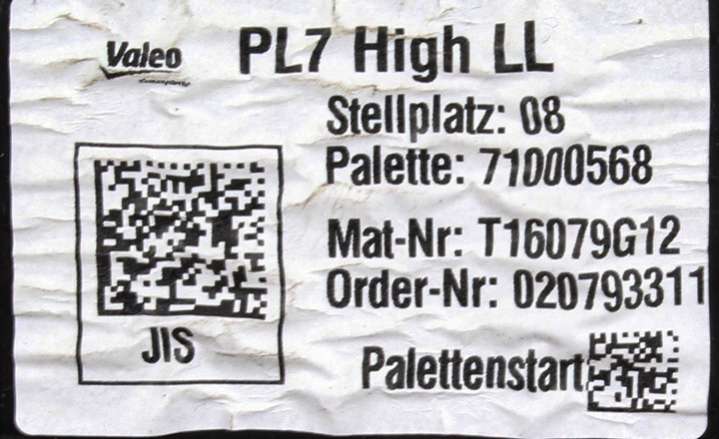 Valeo
PL7 High LL
Stellplatz: 08
Palette: 71000568
Mat-Nr: T16079G12
Order-Nr: 020793311
JIS
Palettenstart